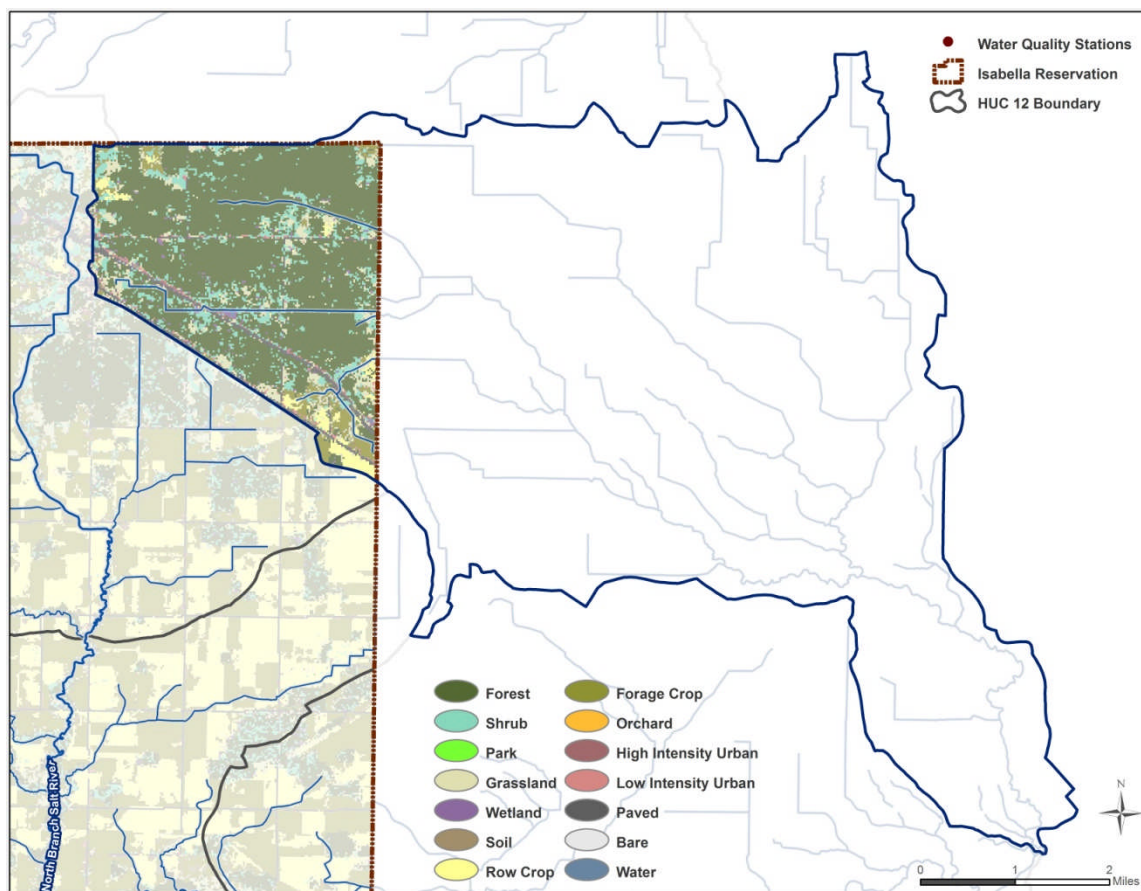 Water Quality Stations
Isabella Reservation
HUC 12 Boundary
Forest
Shrub
Park
Grassland
Wetland
Soil
Row Crop
Forage Crop
Orchard
High Intensity Urban
Low Intensity Urban
Paved
Bare
Water
North Branch Salt River
N
0 1 2
Miles